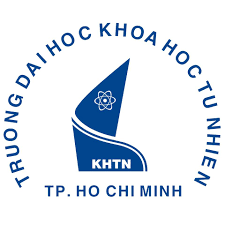 TRUONG DAI HOC KHOA HOC TU NHIEN
KHTN
TP. HO CHI MINH